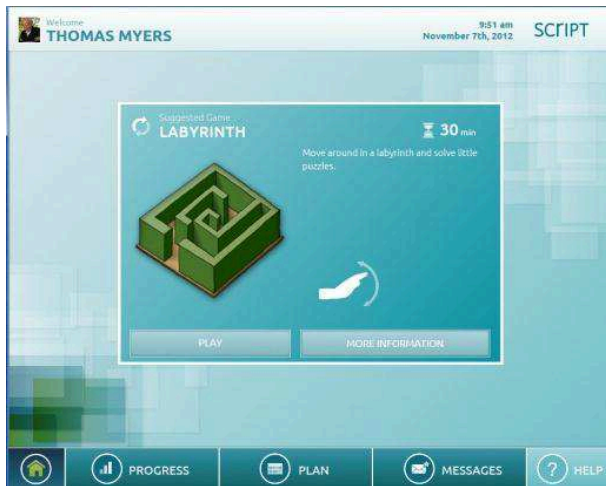 Welcome
THOMAS MYERS
9:51 am
November 7th, 2012
SCRIPT
Suggested Game
LABYRINTH
30 min
Move around in a labyrinth and solve little
puzzles.
PLAY
MORE INFORMATION
PROGRESS
PLAN
MESSAGES
? HELP